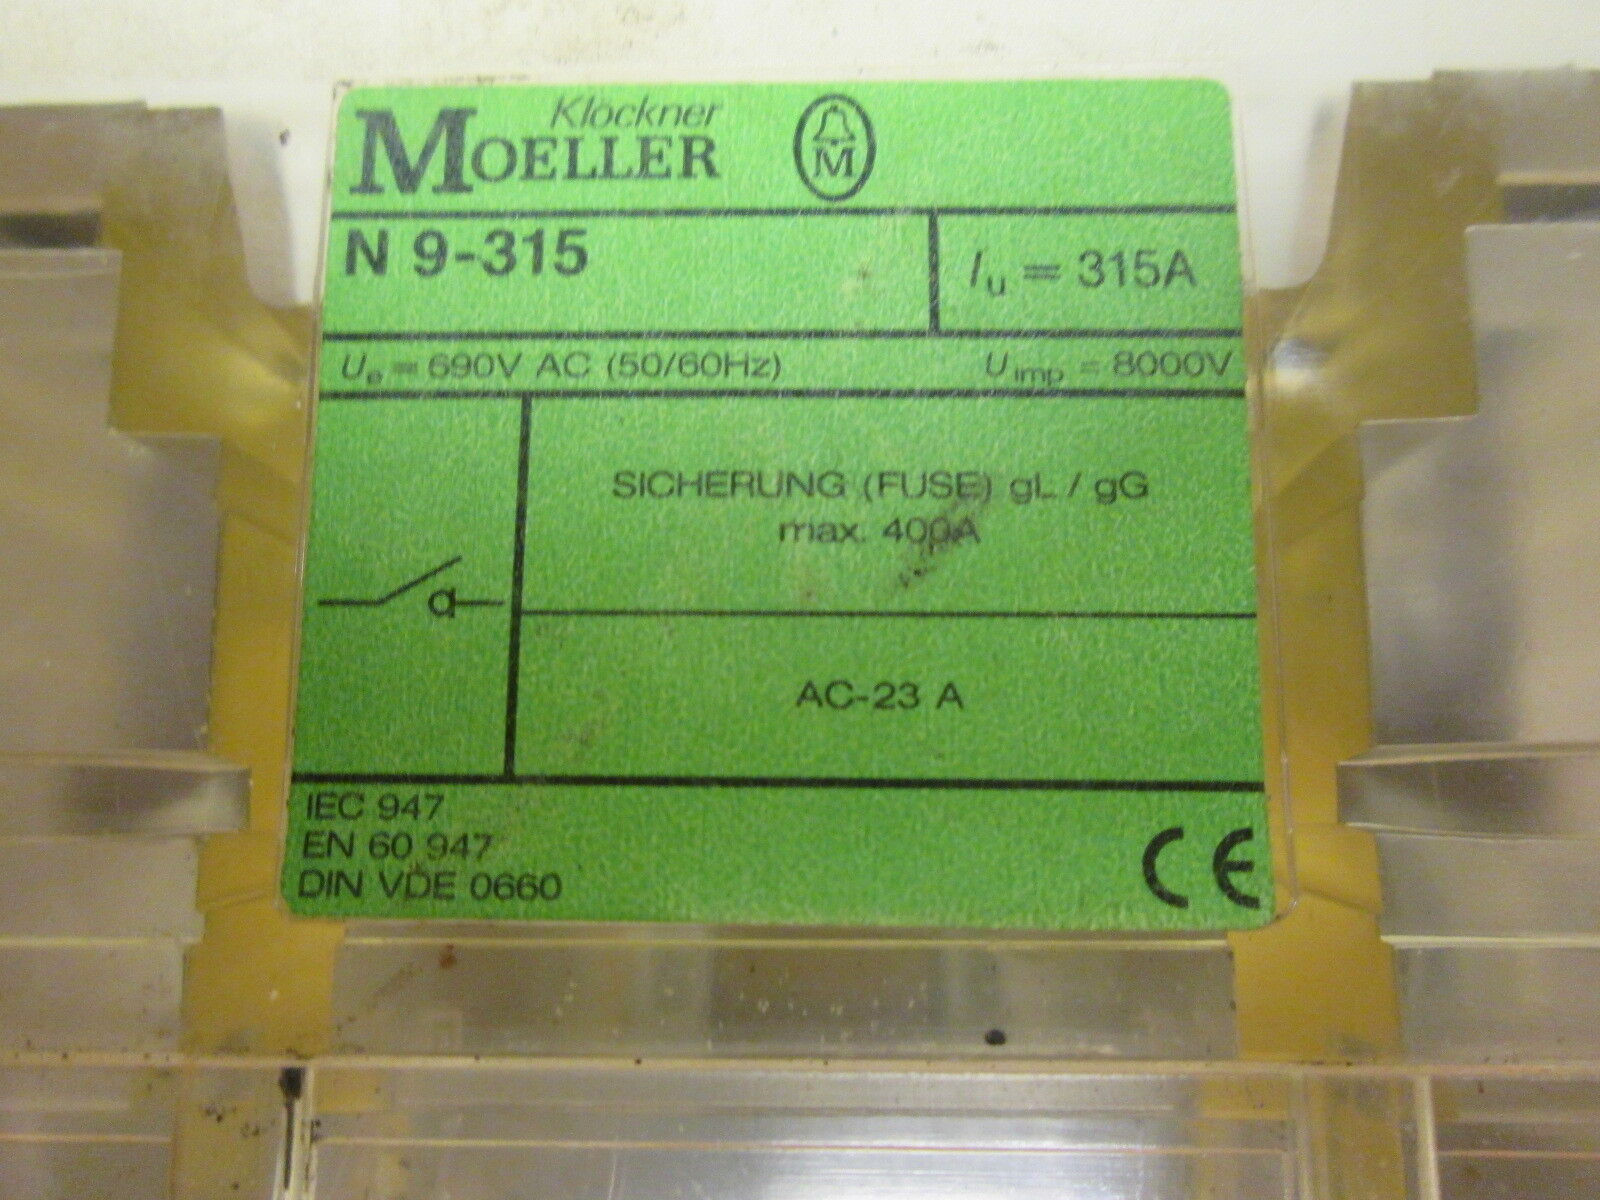 Klöckner
MOELLER
M
N 9-315
Iu = 315A
Ue = 690V AC (50/60Hz)
Uimp = 8000V
SICHERUNG (FUSE) gL / gG
max. 400A
AC-23 A
IEC 947
EN 60 947
DIN VDE 0660
CE